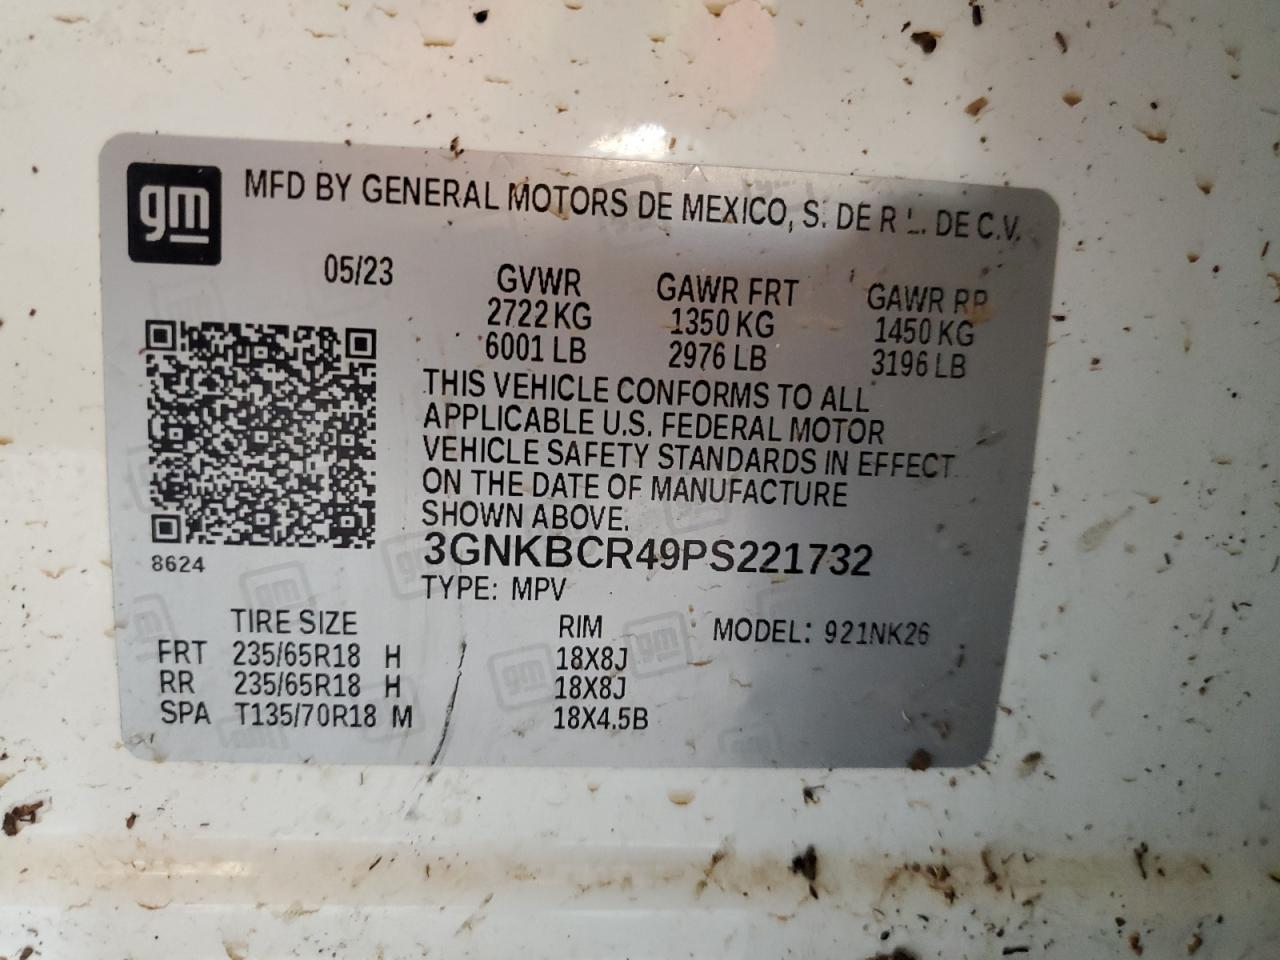 gm
MFD BY GENERAL MOTORS DE MEXICO, S. DE R.L. DE C.V.
05/23 GVWR GAWR FRT GAWR RR
2722 KG 1350 KG 1450 KG
6001 LB 2976 LB 3196 LB
THIS VEHICLE CONFORMS TO ALL
APPLICABLE U.S. FEDERAL MOTOR
VEHICLE SAFETY STANDARDS IN EFFECT
ON THE DATE OF MANUFACTURE
SHOWN ABOVE.
3GNKBCR49PS221732
8624
TYPE: MPV
TIRE SIZE RIM MODEL: 921NK26
FRT 235/65R18 H 18X8J
RR 235/65R18 H 18X8J
SPA T135/70R18 M 18X4.5B